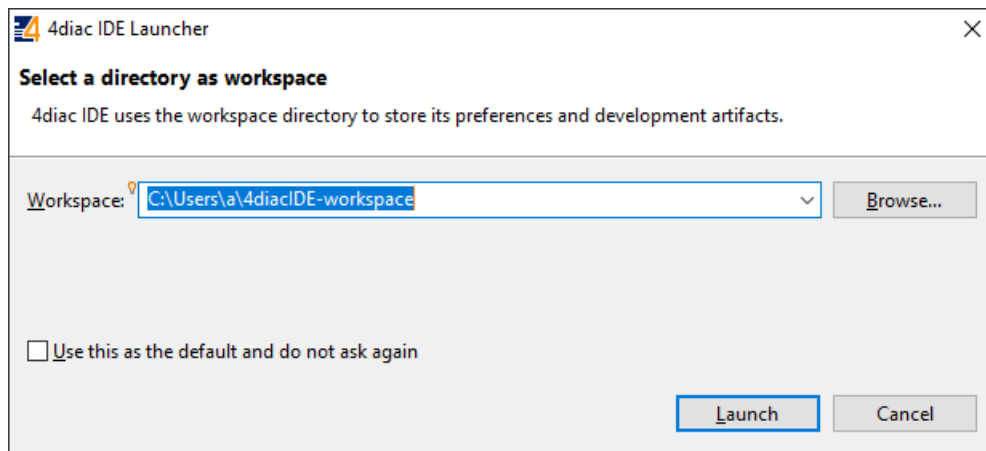 4diac IDE Launcher
Select a directory as workspace
4diac IDE uses the workspace directory to store its preferences and development artifacts.
Workspace: C:\Users\a\4diacIDE-workspace Browse...
Use this as the default and do not ask again
Launch Cancel